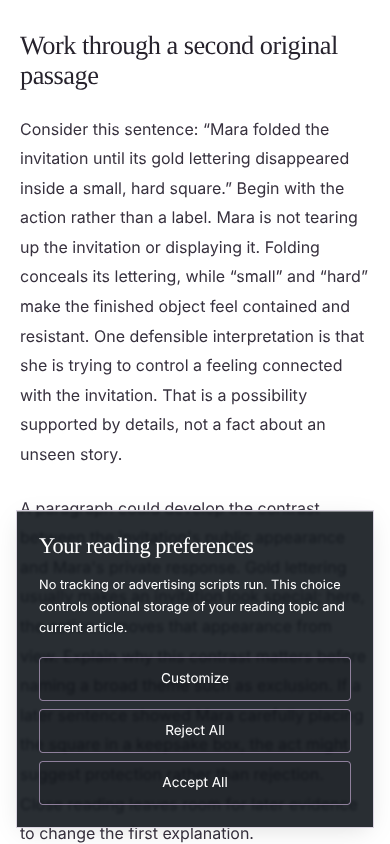 Work through a second original
passage
Consider this sentence: “Mara folded the
invitation until its gold lettering disappeared
inside a small, hard square.” Begin with the
action rather than a label. Mara is not tearing
up the invitation or displaying it. Folding
conceals its lettering, while “small” and “hard”
make the finished object feel contained and
resistant. One defensible interpretation is that
she is trying to control a feeling connected
with the invitation. That is a possibility
supported by details, not a fact about an
unseen story.
A paragraph could develop the contrast
Your reading preferences
No tracking or advertising scripts run. This choice
controls optional storage of your reading topic and
current article.
Customize
Reject All
Accept All
to change the first explanation.